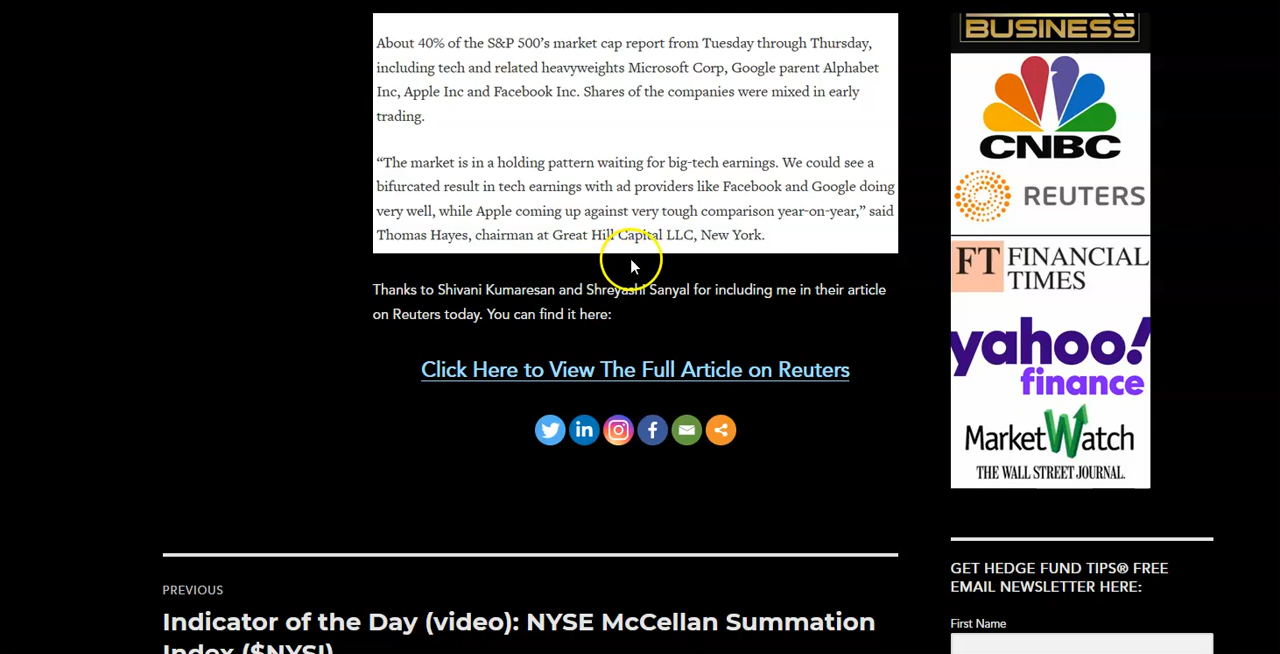 About 40% of the S&P 500’s market cap report from Tuesday through Thursday,
including tech and related heavyweights Microsoft Corp, Google parent Alphabet
Inc, Apple Inc and Facebook Inc. Shares of the companies were mixed in early
trading.
“The market is in a holding pattern waiting for big-tech earnings. We could see a
bifurcated result in tech earnings with ad providers like Facebook and Google doing
very well, while Apple coming up against very tough comparison year-on-year,” said
Thomas Hayes, chairman at Great Hill Capital LLC, New York.
Thanks to Shivani Kumaresan and Shreyashi Sanyal for including me in their article
on Reuters today. You can find it here:
Click Here to View The Full Article on Reuters
PREVIOUS
Indicator of the Day (video): NYSE McCellan Summation
Index ($NYSI)
BUSINESS
CNBC
REUTERS
FT FINANCIAL
TIMES
yahoo!
finance
MarketWatch
THE WALL STREET JOURNAL.
GET HEDGE FUND TIPS® FREE
EMAIL NEWSLETTER HERE:
First Name